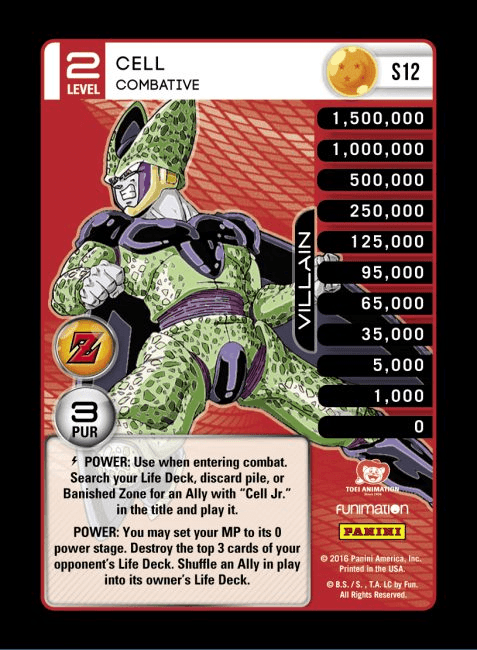 2
LEVEL
CELL
COMBATIVE
S12
1,500,000
1,000,000
500,000
250,000
125,000
95,000
65,000
35,000
5,000
1,000
0
VILLAIN
Z
3
PUR
POWER: Use when entering combat.
Search your Life Deck, discard pile, or
Banished Zone for an Ally with “Cell Jr.”
in the title and play it.
POWER: You may set your MP to its 0
power stage. Destroy the top 3 cards of your
opponent’s Life Deck. Shuffle an Ally in play
into its owner’s Life Deck.
TOEI ANIMATION
Since 1956
FUNIMATION
PANINI
© 2016 Panini America, Inc.
Printed in the USA.
© B.S. / S. , T.A. LC by Fun.
All Rights Reserved.